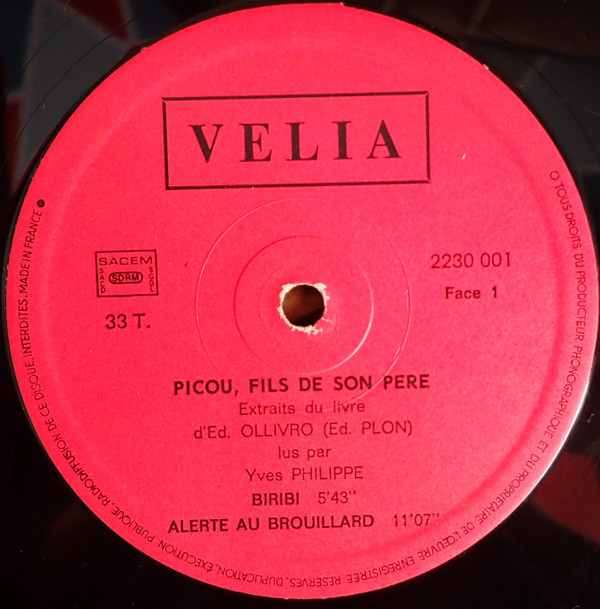 VELIA
SACEM
SACD SDRM SGDL
33 T.
2230 001
Face 1
PICOU, FILS DE SON PERE
Extraits du livre
d'Ed. OLLIVRO (Ed. PLON)
lus par
Yves PHILIPPE
BIRIBI 5'43"
ALERTE AU BROUILLARD 11'07"
O TOUS DROITS DU PRODUCTEUR PHONOGRAPHIQUE ET DU PROPRIETAIRE DE L'ŒUVRE ENREGISTREE RESERVES, DUPLICATION, EXECUTION PUBLIQUE, RADIODIFFUSION DE CE DISQUE, INTERDITES. MADE IN FRANCE ●